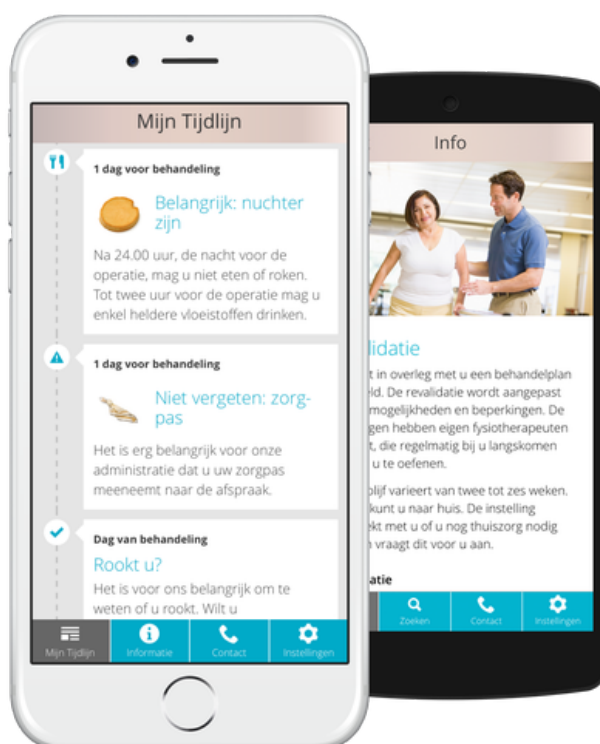 Mijn Tijdlijn
1 dag voor behandeling
Belangrijk: nuchter
zijn
Na 24.00 uur, de nacht voor de
operatie, mag u niet eten of roken.
Tot twee uur voor de operatie mag u
enkel heldere vloeistoffen drinken.
1 dag voor behandeling
Niet vergeten: zorg-
pas
Het is erg belangrijk voor onze
administratie dat u uw zorgpas
meeneemt naar de afspraak.
Dag van behandeling
Rookt u?
Het is voor ons belangrijk om te
weten of u rookt. Wilt u
Mijn Tijdlijn Informatie Contact Instellingen
Info
lidatie
t in overleg met u een behandelplan
eld. De revalidatie wordt aangepast
mogelijkheden en beperkingen. De
gen hebben eigen fysiotherapeuten
t, die regelmatig bij u langskomen
u te oefenen.
blijf varieert van twee tot zes weken.
kunt u naar huis. De instelling
ekt met u of u nog thuiszorg nodig
n vraagt dit voor u aan.
atie
Zoeken Contact Instellingen